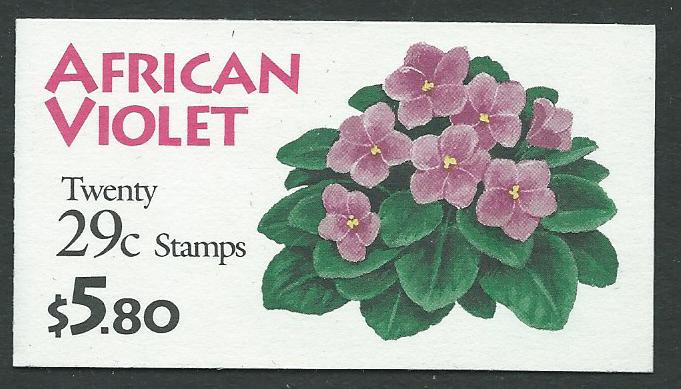 AFRICAN
VIOLET
Twenty
29c Stamps
$5.80